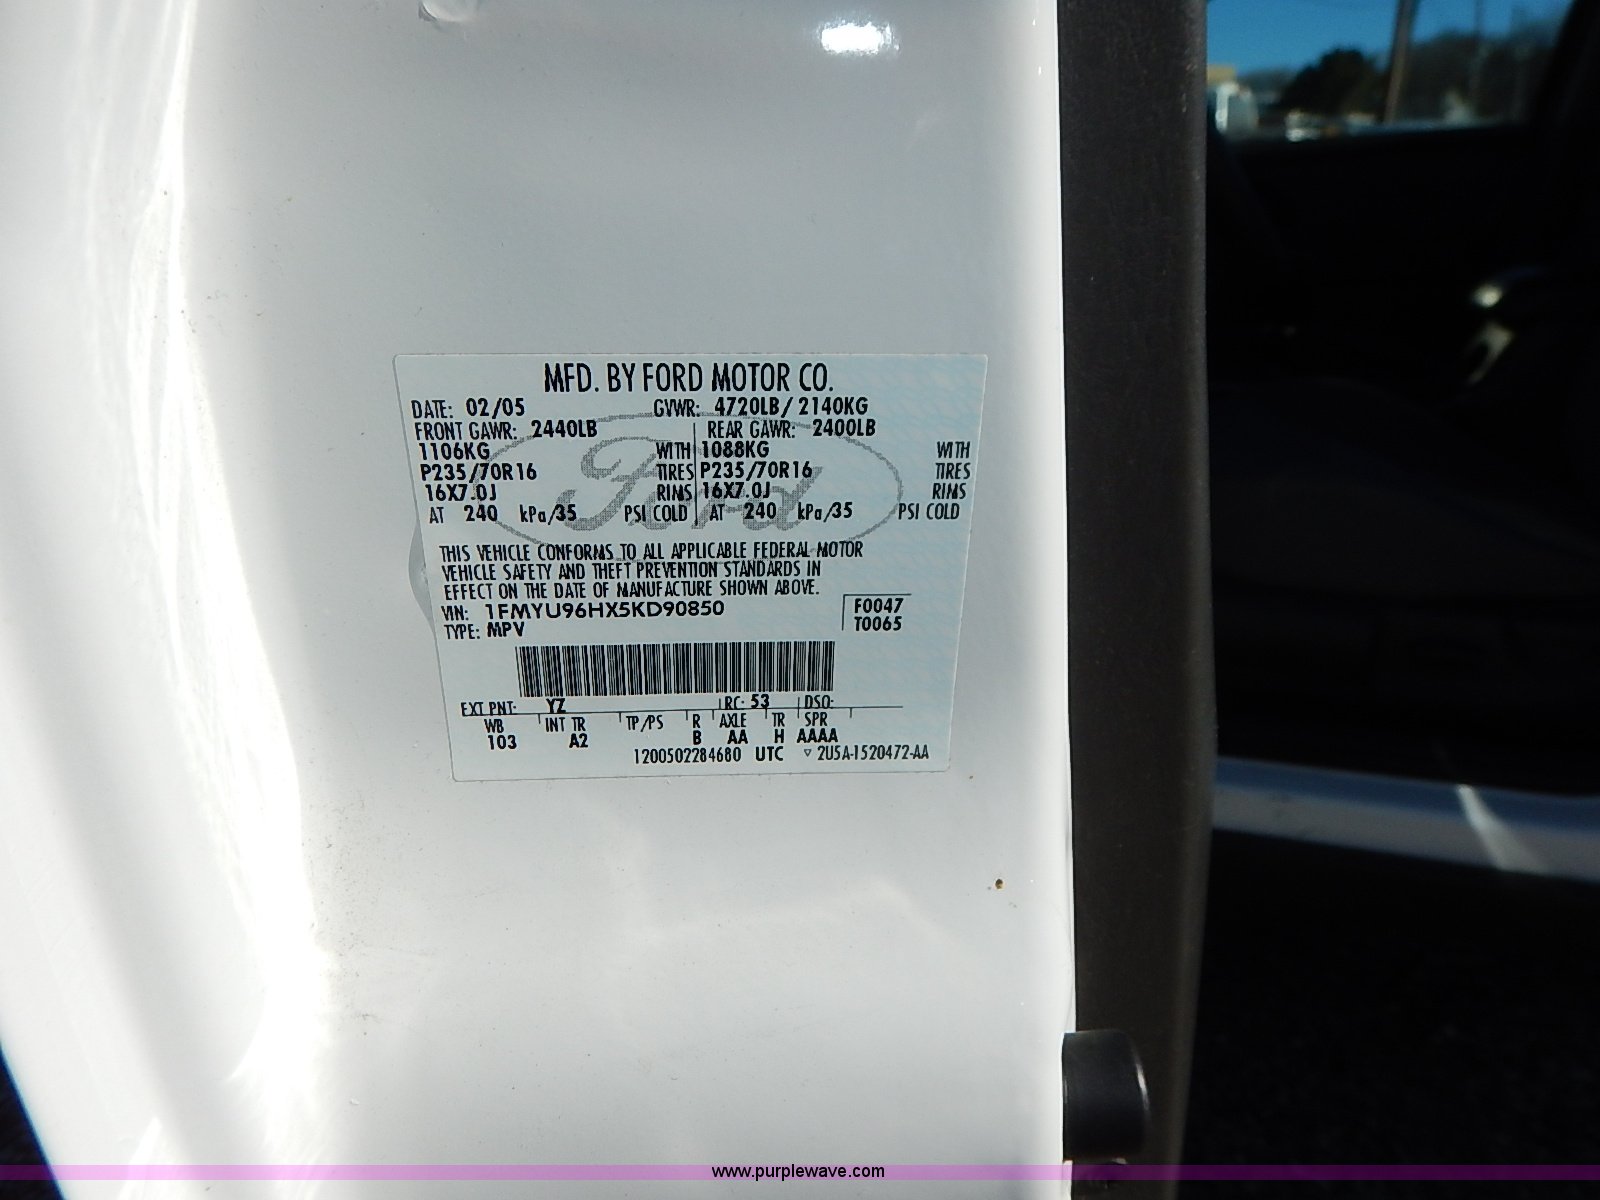 MFD. BY FORD MOTOR CO.
DATE: 02/05 GVWR: 4720LB/ 2140KG
FRONT GAWR: 2440LB REAR GAWR: 2400LB
1106KG WITH 1088KG WITH
P235/70R16 TIRES P235/70R16 TIRES
16X7.0J RIMS 16X7.0J RIMS
AT 240 kPa/35 PSI COLD AT 240 kPa/35 PSI COLD
Ford
THIS VEHICLE CONFORMS TO ALL APPLICABLE FEDERAL MOTOR
VEHICLE SAFETY AND THEFT PREVENTION STANDARDS IN
EFFECT ON THE DATE OF MANUFACTURE SHOWN ABOVE.
VIN: 1FMYU96HX5KD90850 F0047
TYPE: MPV T0065
EXT PNT: YZ RC: 53 DSO:
WB INT TR TP/PS R AXLE TR SPR
103 A2 B AA H AAAA
1200502284680 UTC ▽ 2U5A-1520472-AA
www.purplewave.com